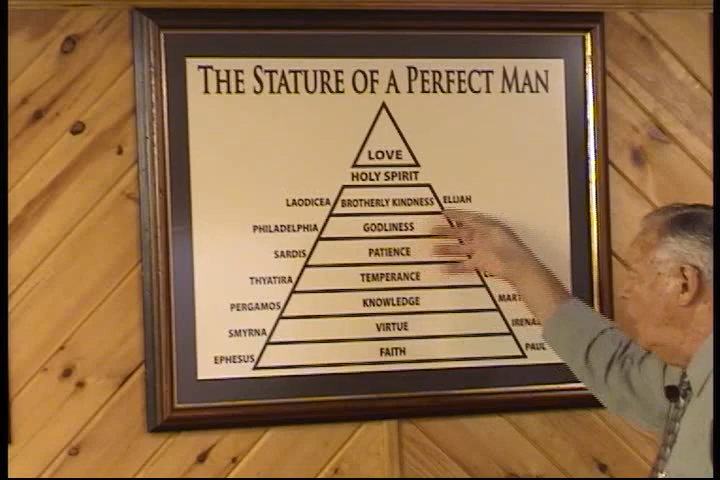 THE STATURE OF A PERFECT MAN
LOVE
HOLY SPIRIT
LAODICEA BROTHERLY KINDNESS ELIJAH
PHILADELPHIA GODLINESS
SARDIS PATIENCE
THYATIRA TEMPERANCE
PERGAMOS KNOWLEDGE
SMYRNA VIRTUE
EPHESUS FAITH PAUL